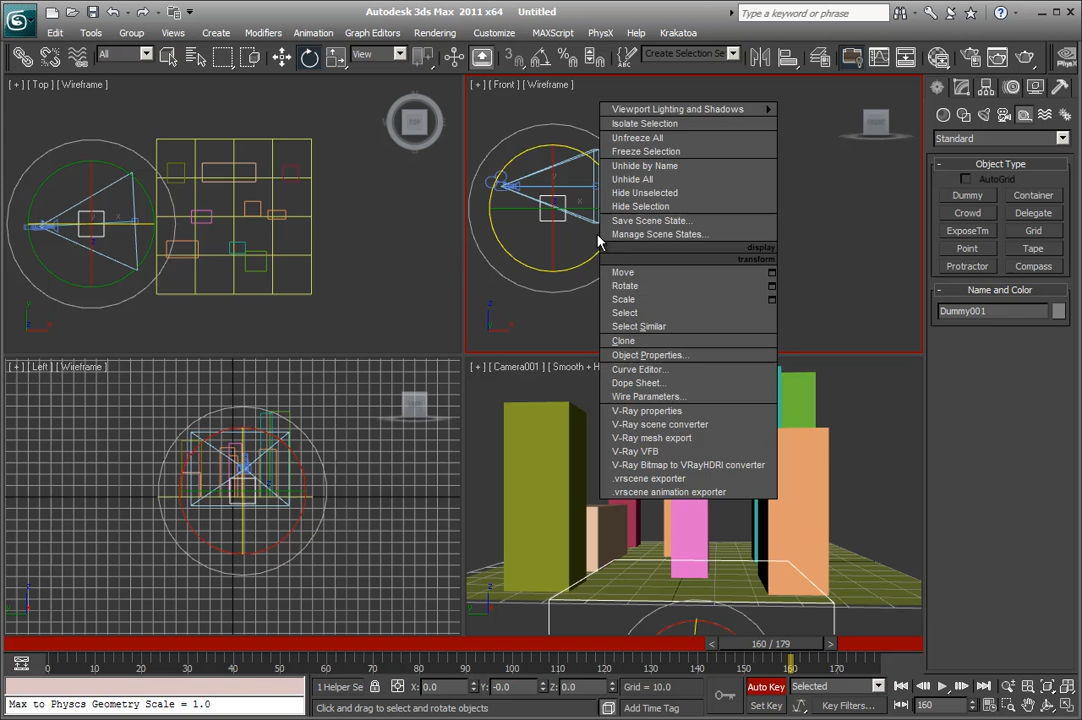 Autodesk 3ds Max 2011 x64 Untitled
Type a keyword or phrase
Edit Tools Group Views Create Modifiers Animation Graph Editors Rendering Customize MAXScript PhysX Help Krakatoa
All View Create Selection Se PhysX
[ + ] [ Top ] [ Wireframe ]
TOP
[ + ] [ Front ] [ Wireframe ]
FRONT
[ + ] [ Left ] [ Wireframe ]
LEFT
[ + ] [ Camera001 ] [ Smooth + H
Viewport Lighting and Shadows
Isolate Selection
Unfreeze All
Freeze Selection
Unhide by Name
Unhide All
Hide Unselected
Hide Selection
Save Scene State...
Manage Scene States...
display
transform
Move
Rotate
Scale
Select
Select Similar
Clone
Object Properties...
Curve Editor...
Dope Sheet...
Wire Parameters...
V-Ray properties
V-Ray scene converter
V-Ray mesh export
V-Ray VFB
V-Ray Bitmap to VRayHDRI converter
.vrscene exporter
.vrscene animation exporter
Standard
- Object Type
AutoGrid
Dummy Container
Crowd Delegate
ExposeTm Grid
Point Tape
Protractor Compass
- Name and Color
Dummy001
< 160 / 179 >
0 10 20 30 40 50 60 70 80 90 100 110 120 130 140 150 160 170
1 Helper Se X: 0.0 Y: -0.0 Z: 0.0 Grid = 10.0 Auto Key Selected
Max to Physcs Geometry Scale = 1.0 Click and drag to select and rotate objects Add Time Tag Set Key Key Filters... 160